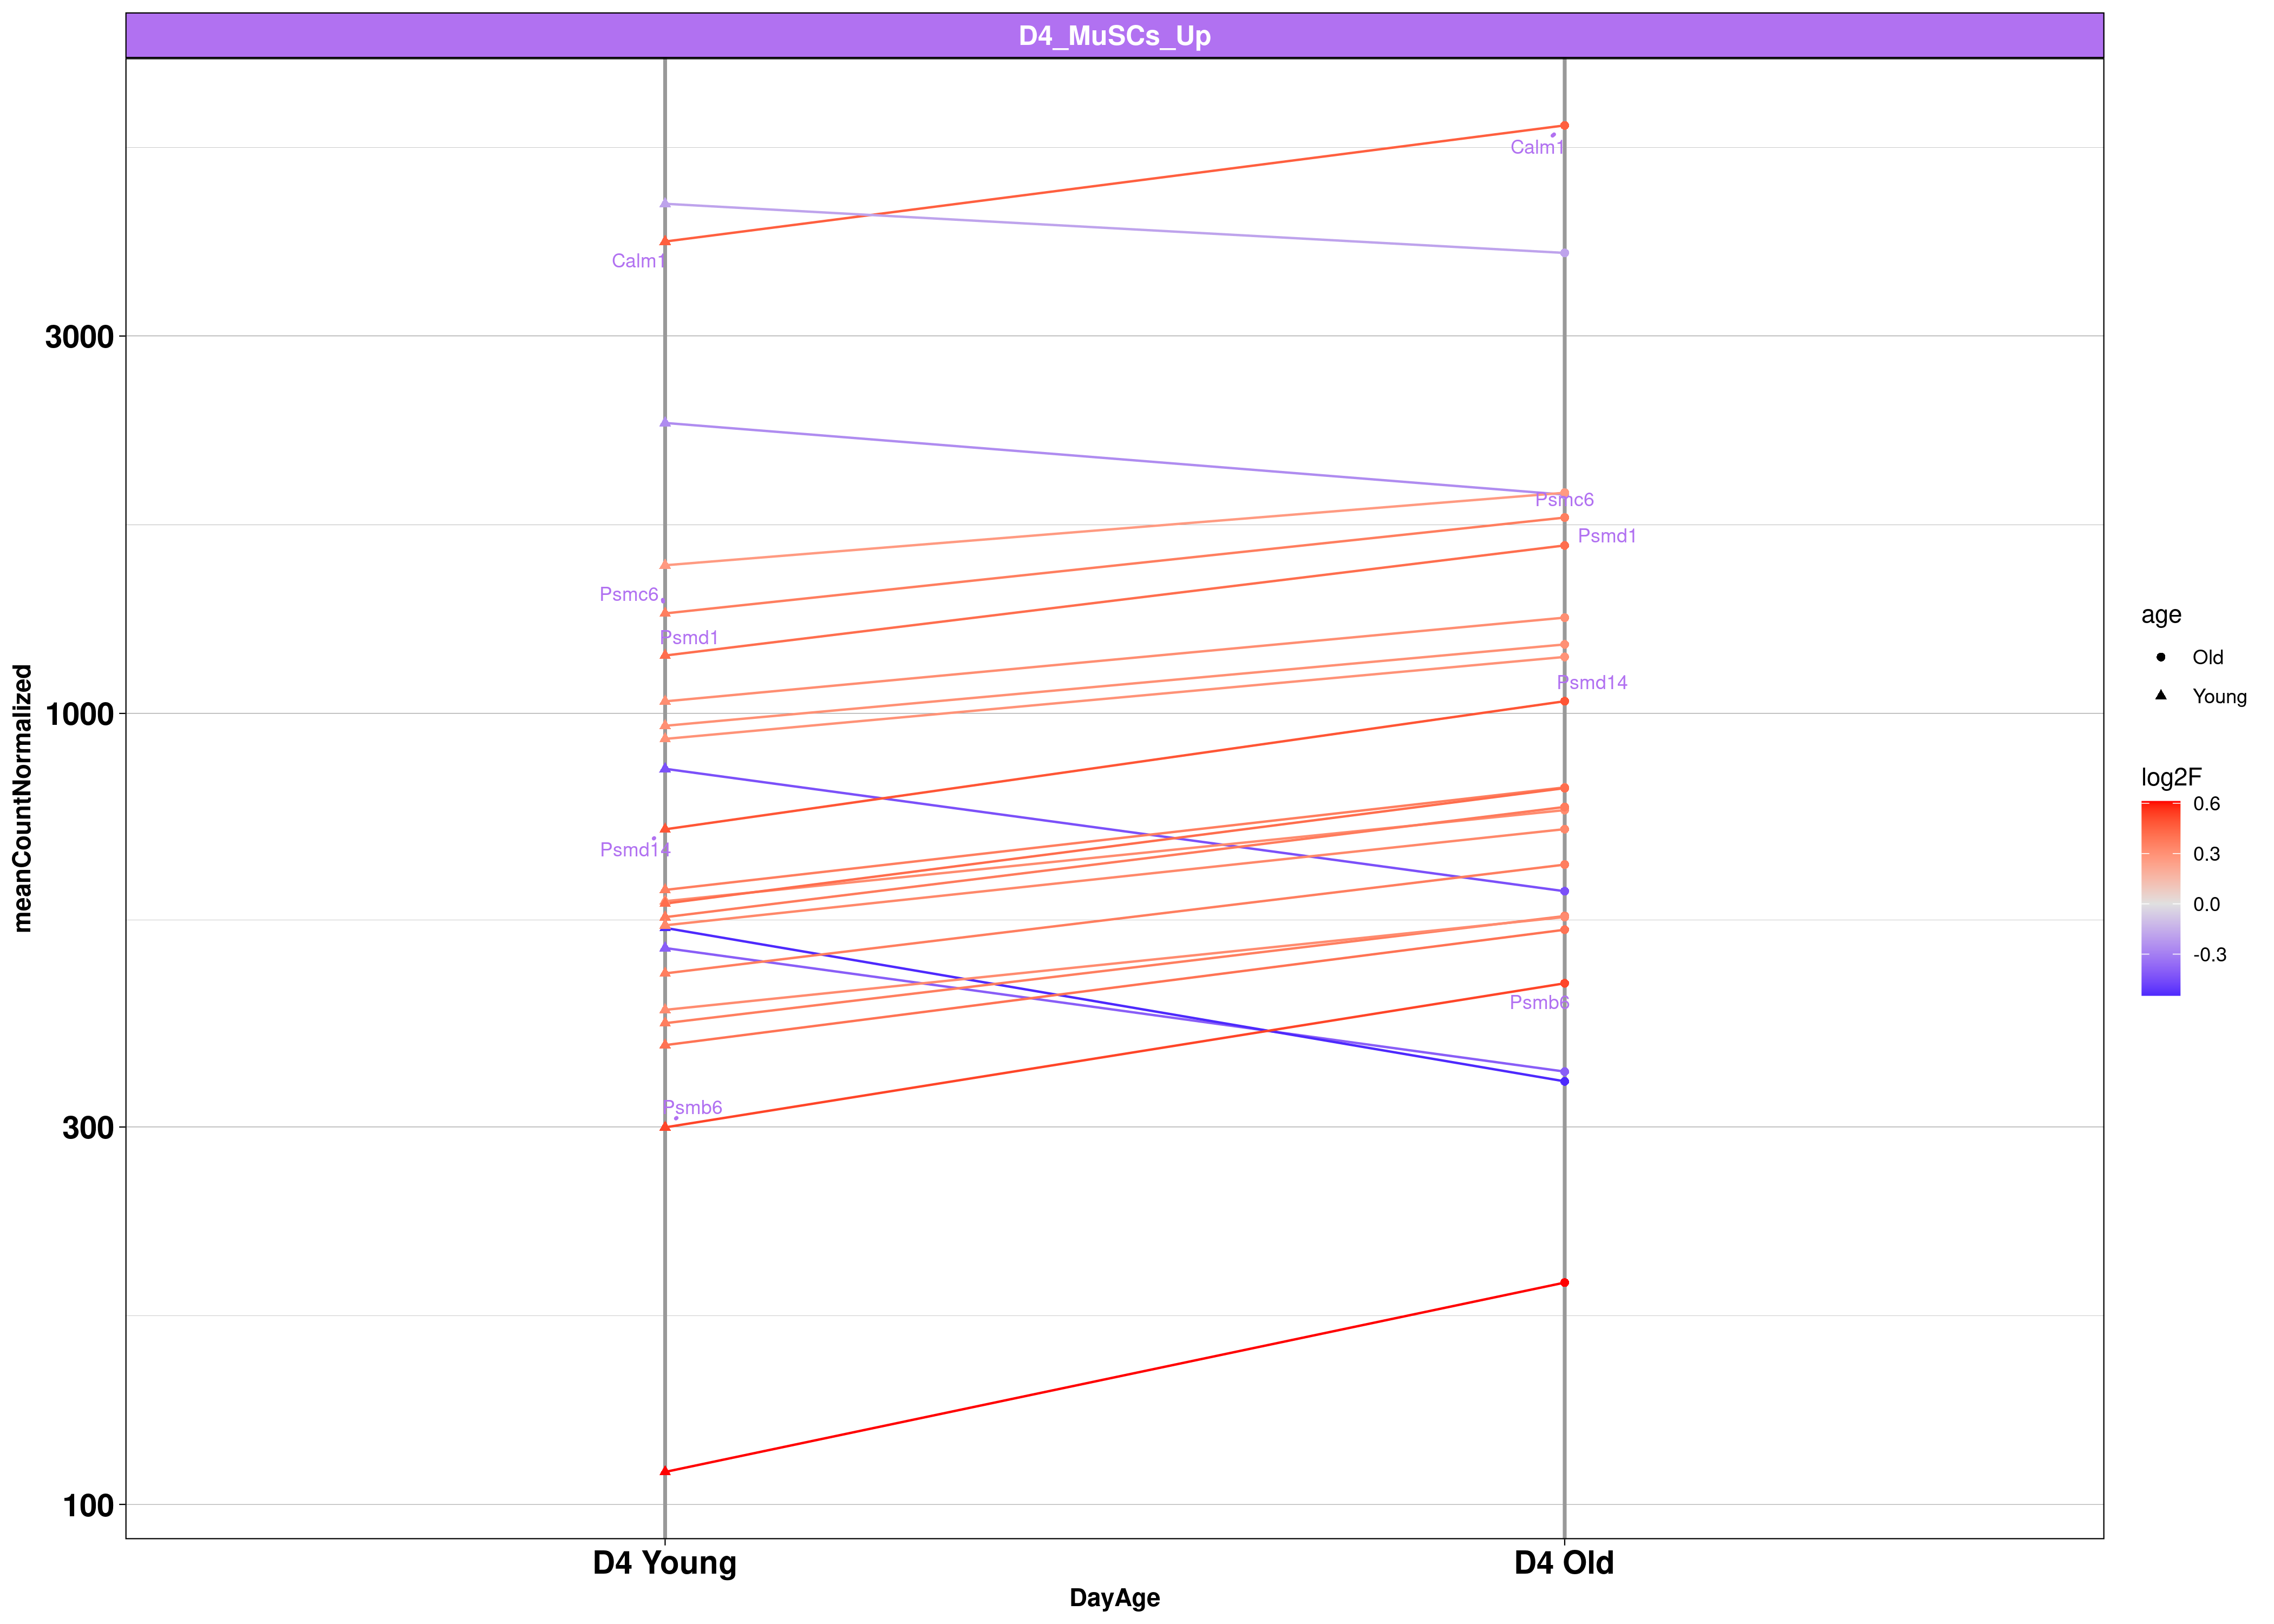 D4_MuSCs_Up
meanCountNormalized
3000
1000
300
100
Calm1
Calm1
Psmc6
Psmd1
Psmc6
Psmd1
Psmd14
Psmd14
Psmb6
Psmb6
D4 Young
D4 Old
DayAge
age
Old
Young
log2F
0.6
0.3
0.0
-0.3